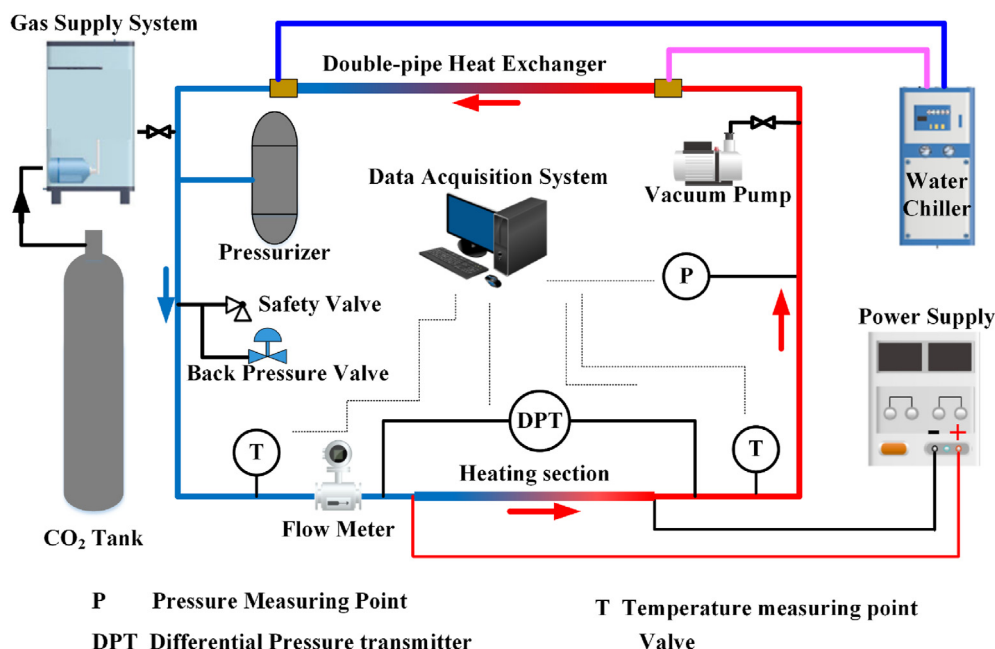 Gas Supply System
Double-pipe Heat Exchanger
Data Acquisition System
Vacuum Pump
Water
Chiller
Pressurizer
P
Safety Valve
Power Supply
Back Pressure Valve
DPT
T
T
- +
Heating section
Flow Meter
CO₂ Tank
P Pressure Measuring Point
T Temperature measuring point
DPT Differential Pressure transmitter
Valve